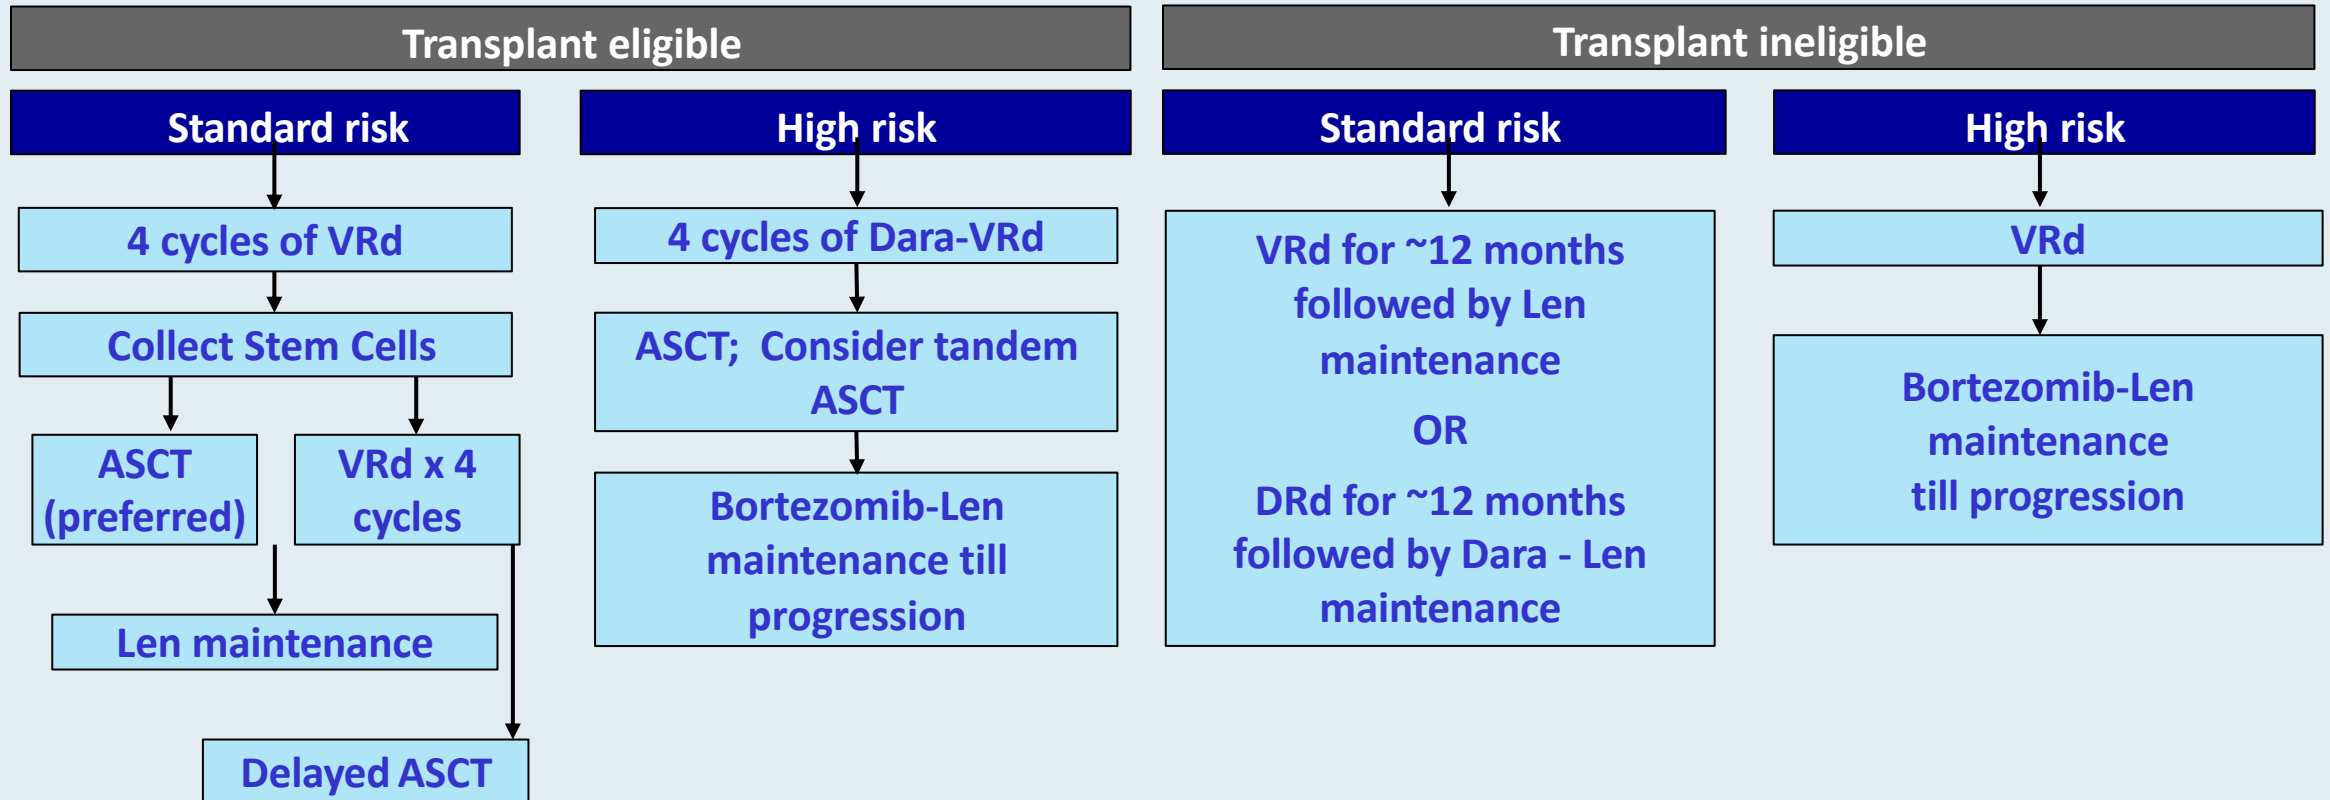 Transplant eligible
Transplant ineligible
Standard risk
High risk
Standard risk
High risk
4 cycles of VRd
Collect Stem Cells
ASCT
(preferred)
VRd x 4
cycles
Len maintenance
Delayed ASCT
4 cycles of Dara-VRd
ASCT;  Consider tandem
ASCT
Bortezomib-Len
maintenance till
progression
VRd for ~12 months
followed by Len
maintenance
OR
DRd for ~12 months
followed by Dara - Len
maintenance
VRd
Bortezomib-Len
maintenance
till progression